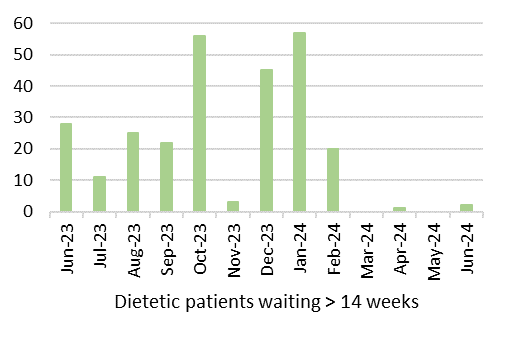 60
50
40
30
20
10
0
Jun-23
Jul-23
Aug-23
Sep-23
Oct-23
Nov-23
Dec-23
Jan-24
Feb-24
Mar-24
Apr-24
May-24
Jun-24
Dietetic patients waiting > 14 weeks